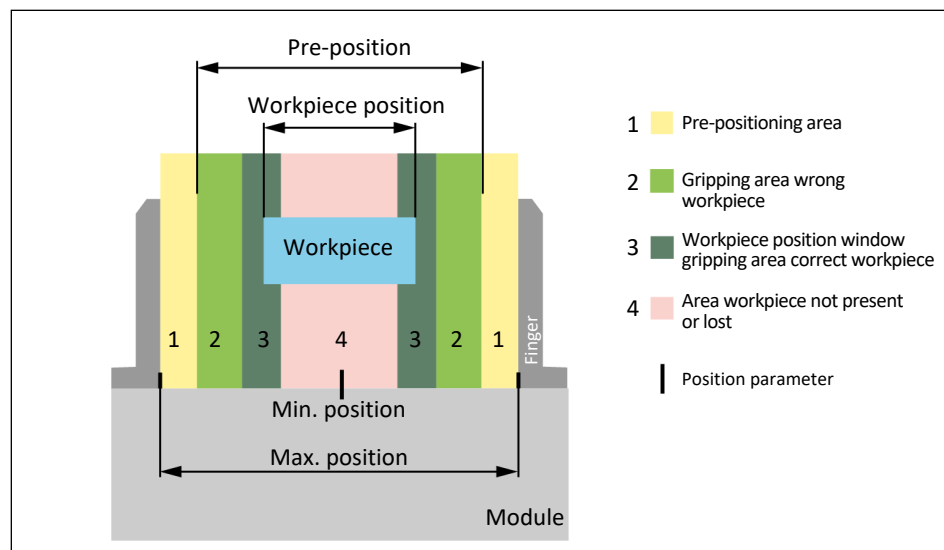 Pre-position
Workpiece position
Workpiece
1 2 3 4 3 2 1
Finger
Min. position
Max. position
Module
1 Pre-positioning area
2 Gripping area wrong
workpiece
3 Workpiece position window
gripping area correct workpiece
4 Area workpiece not present
or lost
Position parameter